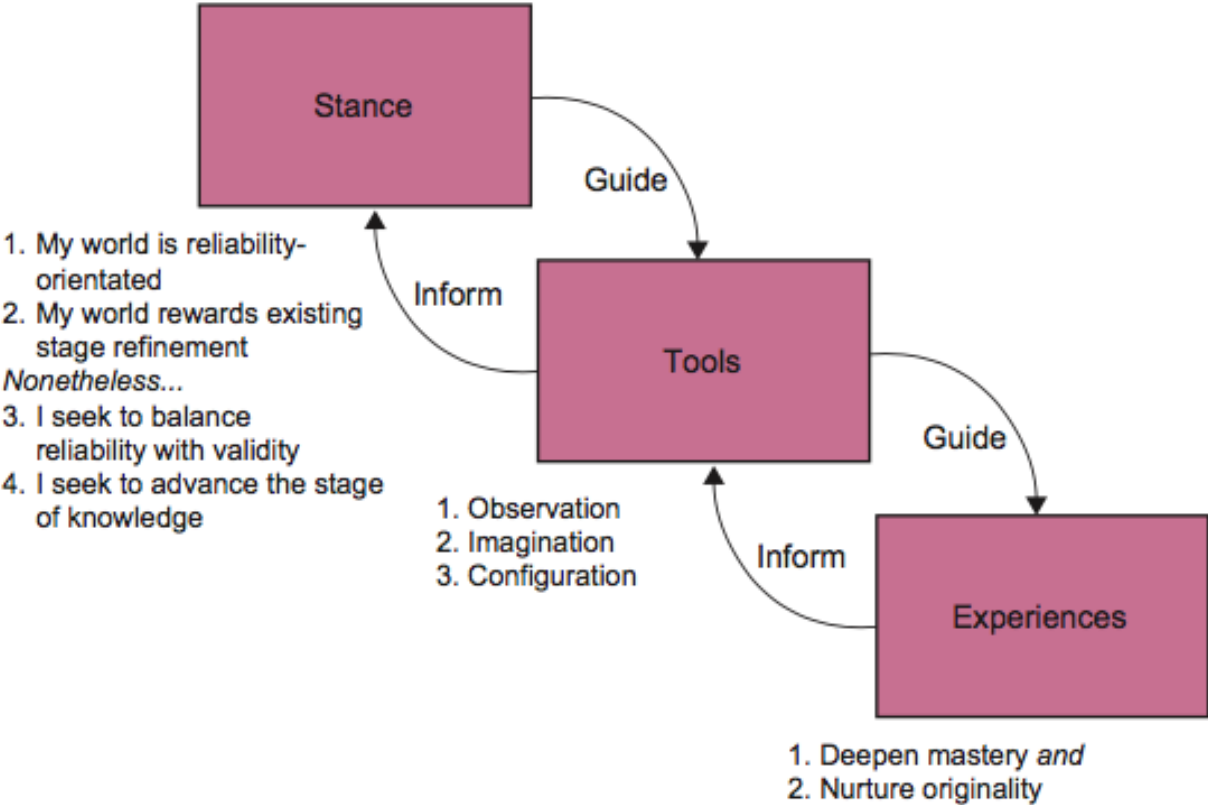 Stance
Guide
1. My world is reliability-
orientated
2. My world rewards existing
stage refinement
Nonetheless...
3. I seek to balance
reliability with validity
4. I seek to advance the stage
of knowledge
Inform
Tools
Guide
1. Observation
2. Imagination
3. Configuration
Inform
Experiences
1. Deepen mastery and
2. Nurture originality